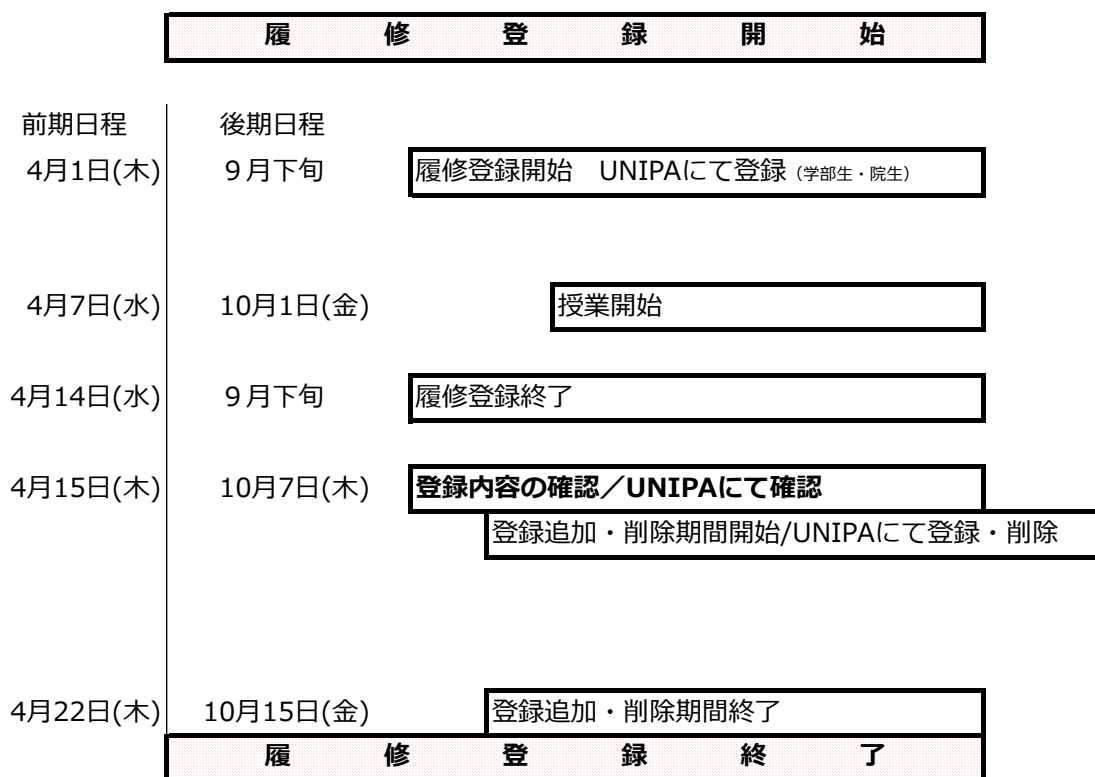 履 修 登 録 開 始
前期日程 後期日程
4月1日(木) 9月下旬 履修登録開始 UNIPAにて登録 (学部生・院生)
4月7日(水) 10月1日(金) 授業開始
4月14日(水) 9月下旬 履修登録終了
4月15日(木) 10月7日(木) 登録内容の確認/UNIPAにて確認
登録追加・削除期間開始/UNIPAにて登録・削除
4月22日(木) 10月15日(金) 登録追加・削除期間終了
履 修 登 録 終 了